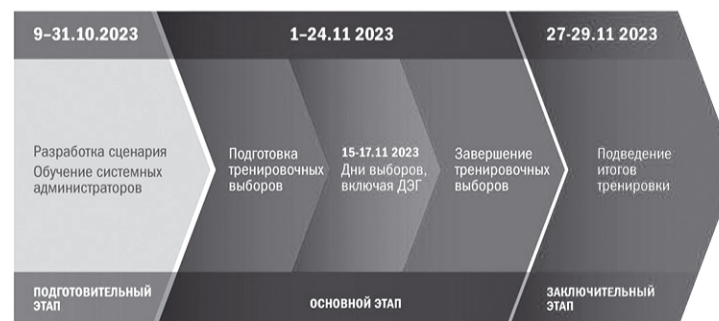 9–31.10.2023
1–24.11 2023
27-29.11 2023
Разработка сценария
Обучение системных
администраторов
Подготовка
тренировочных
выборов
15-17.11 2023
Дни выборов,
включая ДЭГ
Завершение
тренировочных
выборов
Подведение
итогов
тренировки
ПОДГОТОВИТЕЛЬНЫЙ
ЭТАП
ОСНОВНОЙ ЭТАП
ЗАКЛЮЧИТЕЛЬНЫЙ
ЭТАП